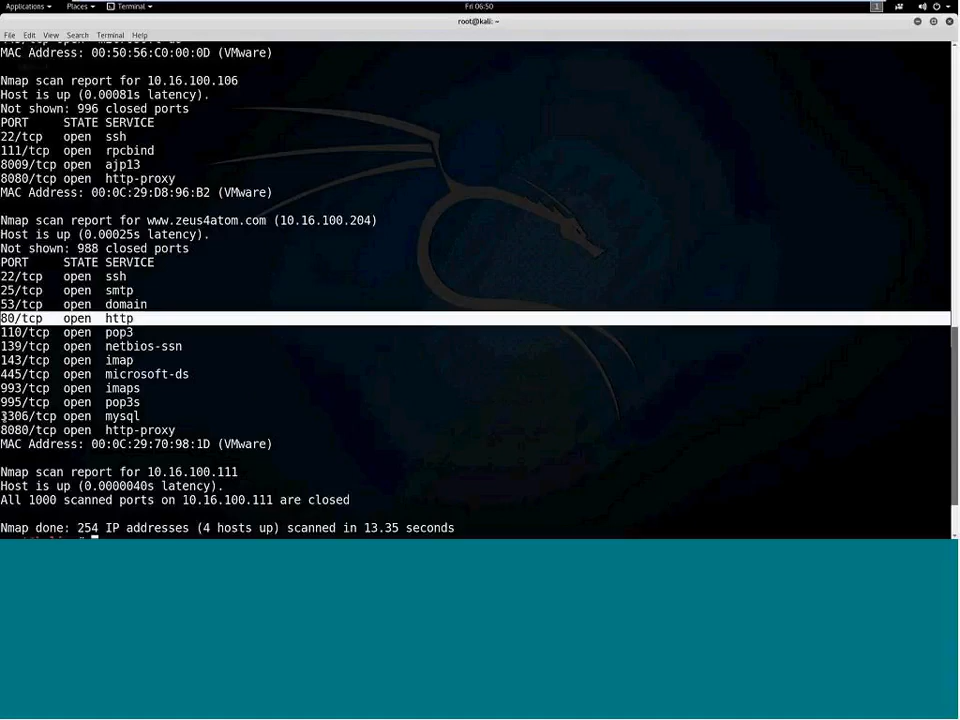 Applications Places Terminal Fri 06:50 1
root@kali: ~
File Edit View Search Terminal Help
MAC Address: 00:50:56:C0:00:0D (VMware)
Nmap scan report for 10.16.100.106
Host is up (0.00081s latency).
Not shown: 996 closed ports
PORT STATE SERVICE
22/tcp open ssh
111/tcp open rpcbind
8009/tcp open ajp13
8080/tcp open http-proxy
MAC Address: 00:0C:29:D8:96:B2 (VMware)
Nmap scan report for www.zeus4atom.com (10.16.100.204)
Host is up (0.00025s latency).
Not shown: 988 closed ports
PORT STATE SERVICE
22/tcp open ssh
25/tcp open smtp
53/tcp open domain
80/tcp open http
110/tcp open pop3
139/tcp open netbios-ssn
143/tcp open imap
445/tcp open microsoft-ds
993/tcp open imaps
995/tcp open pop3s
3306/tcp open mysql
8080/tcp open http-proxy
MAC Address: 00:0C:29:70:98:1D (VMware)
Nmap scan report for 10.16.100.111
Host is up (0.0000040s latency).
All 1000 scanned ports on 10.16.100.111 are closed
Nmap done: 254 IP addresses (4 hosts up) scanned in 13.35 seconds